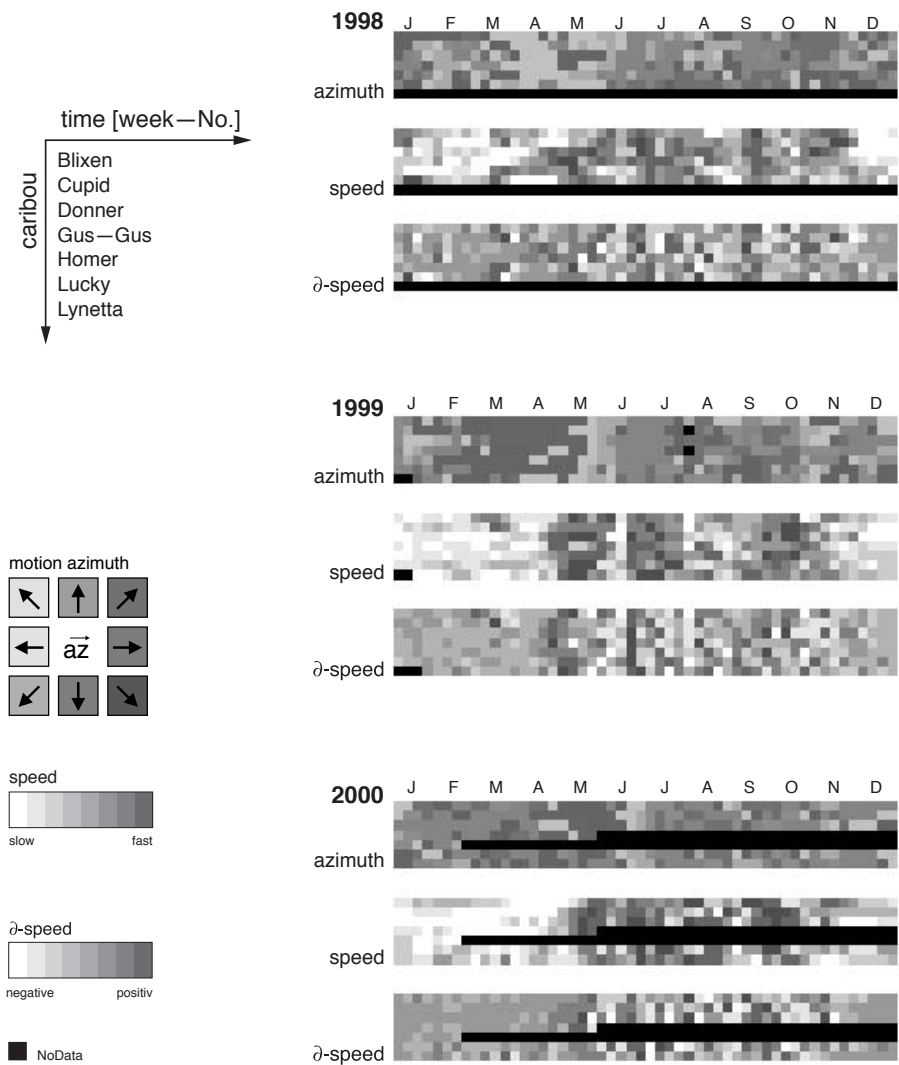 1998
J F M A M J J A S O N D
azimuth
speed
∂-speed
time [week—No.]
caribou
Blixen
Cupid
Donner
Gus—Gus
Homer
Lucky
Lynetta
1999
J F M A M J J A S O N D
azimuth
speed
∂-speed
motion azimuth
az
speed
slow fast
∂-speed
negative positiv
NoData
2000
J F M A M J J A S O N D
azimuth
speed
∂-speed